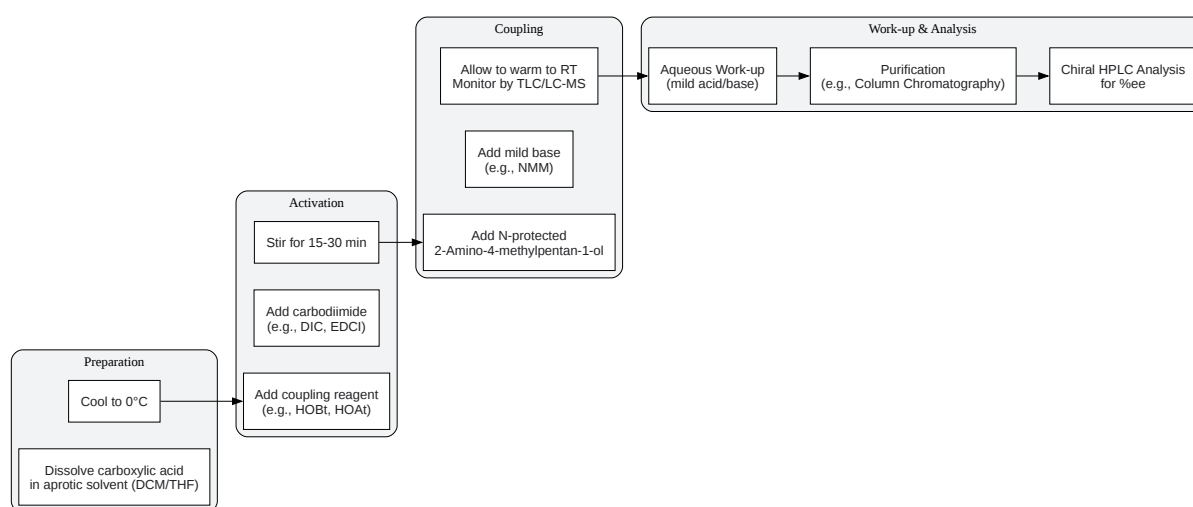 Preparation
Cool to 0°C
Dissolve carboxylic acid
in aprotic solvent (DCM/THF)
Activation
Stir for 15-30 min
Add carbodiimide
(e.g., DIC, EDCI)
Add coupling reagent
(e.g., HOBt, HOAt)
Coupling
Allow to warm to RT
Monitor by TLC/LC-MS
Add mild base
(e.g., NMM)
Add N-protected
2-Amino-4-methylpentan-1-ol
Work-up & Analysis
Aqueous Work-up
(mild acid/base)
Purification
(e.g., Column Chromatography)
Chiral HPLC Analysis
for %ee